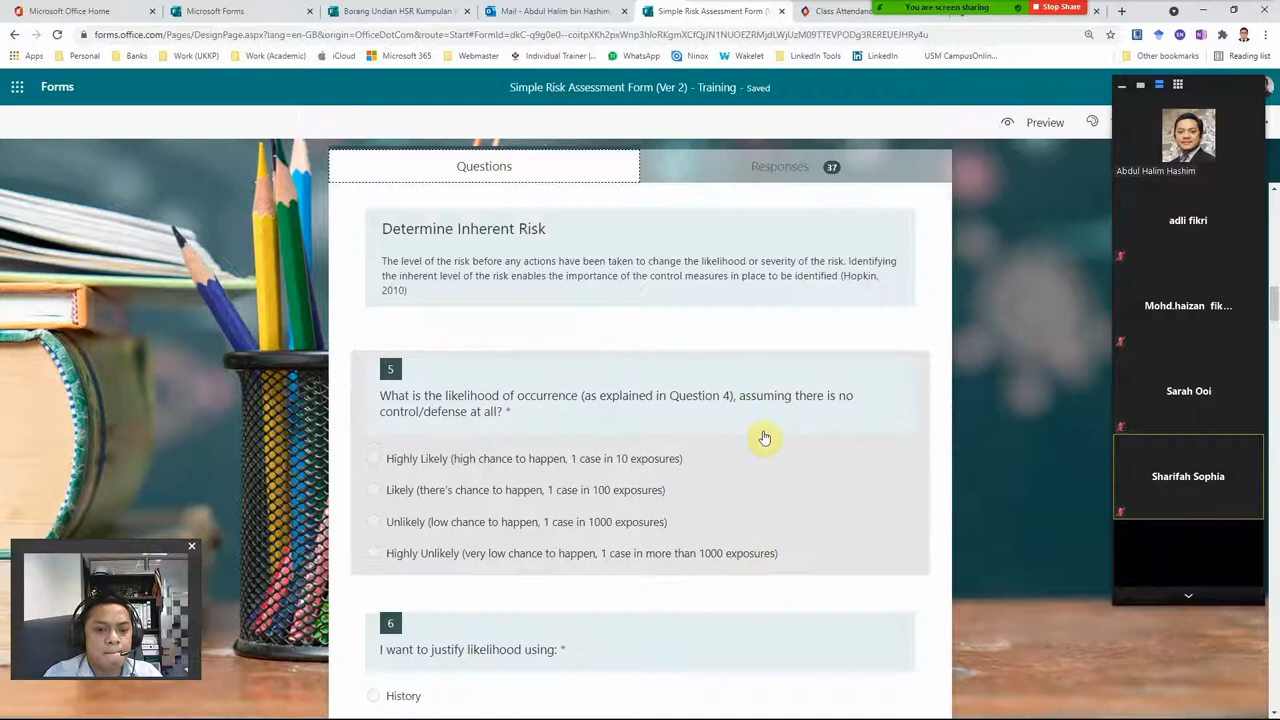 Microsoft Office Home
Microsoft Forms
Borang Undian HSR Kumpulan
Mail - Abdul Halim bin Hashim
Simple Risk Assessment Form (V
Class Attendanc
You are screen sharing
Stop Share
forms.office.com/Pages/DesignPage.aspx?lang=en-GB&origin=OfficeDotCom&route=Start#FormId=
Apps
Personal
Work (UKKP)
Work (Academic)
iCloud
Microsoft 365
Webmaster
Individual Trainer |...
WhatsApp
Ninox
Wakelet
LinkedIn Tools
LinkedIn
USM CampusOnlin...
Other bookmarks
Reading list
Forms
Simple Risk Assessment Form (Ver 2) - Training - Saved
Preview
Questions
Responses 37
Determine Inherent Risk
The level of the risk before any actions have been taken to change the likelihood or severity of the risk. Identifying
the inherent level of the risk enables the importance of the control measures in place to be identified (Hopkin,
2010)
5
What is the likelihood of occurrence (as explained in Question 4), assuming there is no
control/defense at all? *
Highly Likely (high chance to happen, 1 case in 10 exposures)
Likely (there's chance to happen, 1 case in 100 exposures)
Unlikely (low chance to happen, 1 case in 1000 exposures)
Highly Unlikely (very low chance to happen, 1 case in more than 1000 exposures)
6
I want to justify likelihood using: *
History
Abdul Halim Hashim
adli fikri
Mohd.haizan fik...
Sarah Ooi
Sharifah Sophia